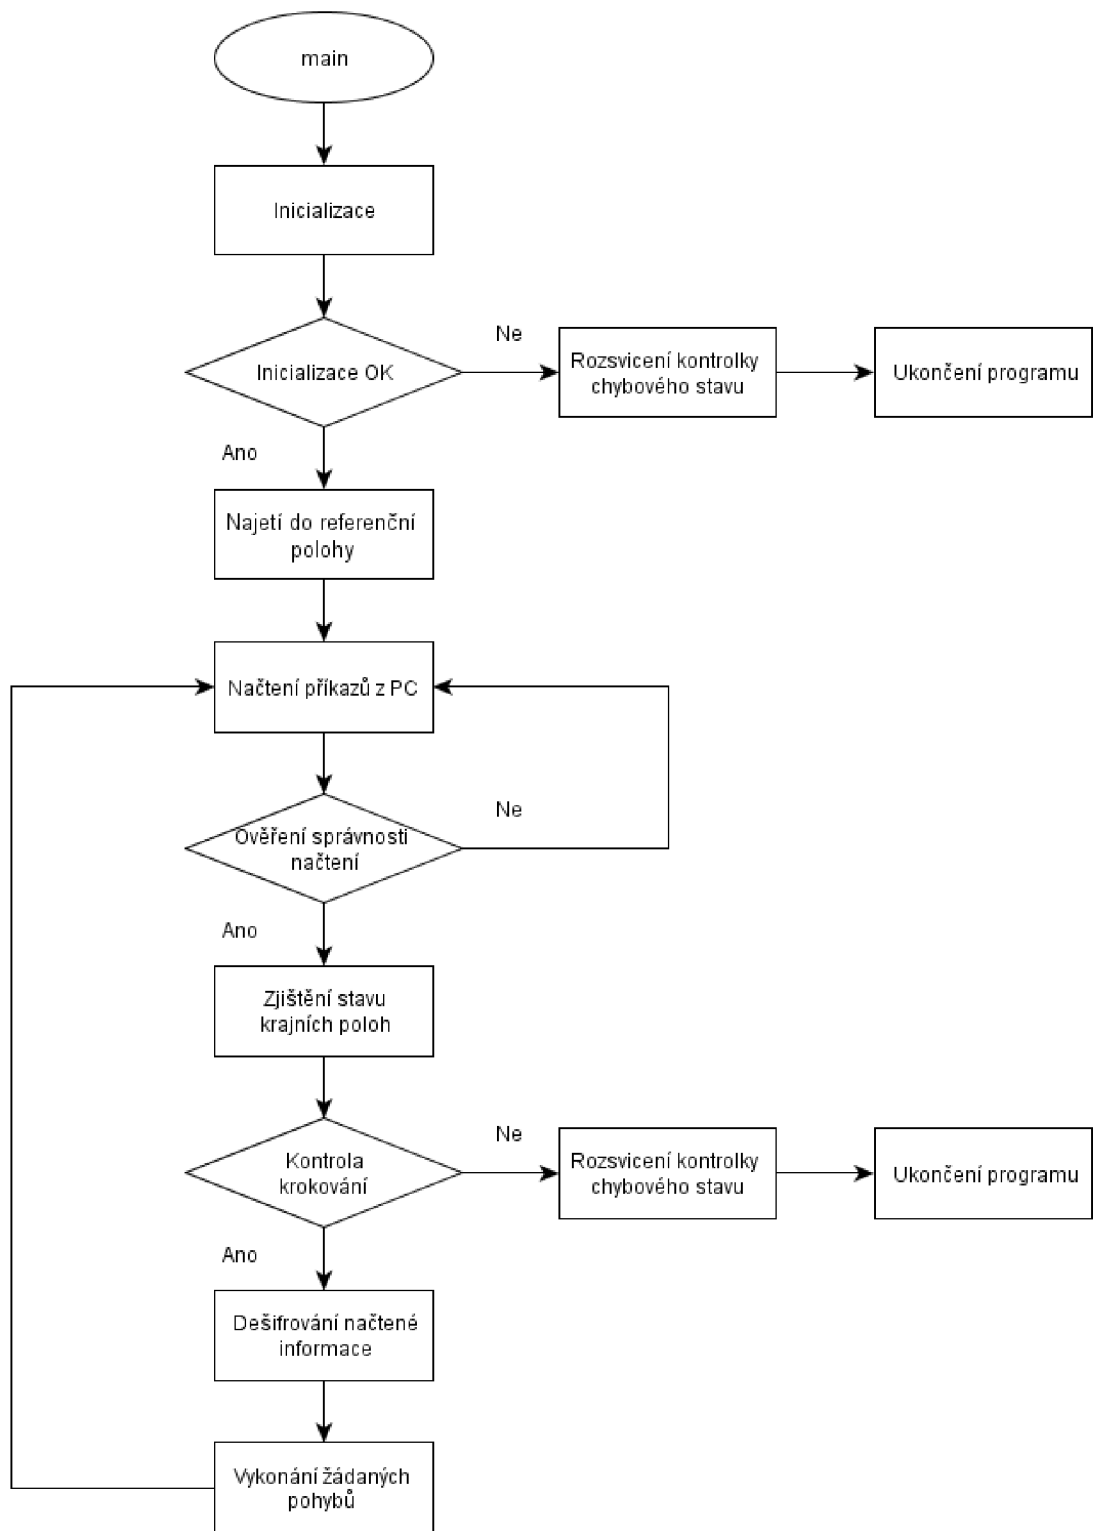 main
Inicializace
Inicializace OK
Ne
Rozsvicení kontrolky
chybového stavu
Ukončení programu
Ano
Najetí do referenční
polohy
Načtení příkazů z PC
Ověření správnosti
načtení
Ne
Ano
Zjištění stavu
krajních poloh
Kontrola
krokování
Ne
Rozsvicení kontrolky
chybového stavu
Ukončení programu
Ano
Dešifrování načtené
informace
Vykonání žádaných
pohybů